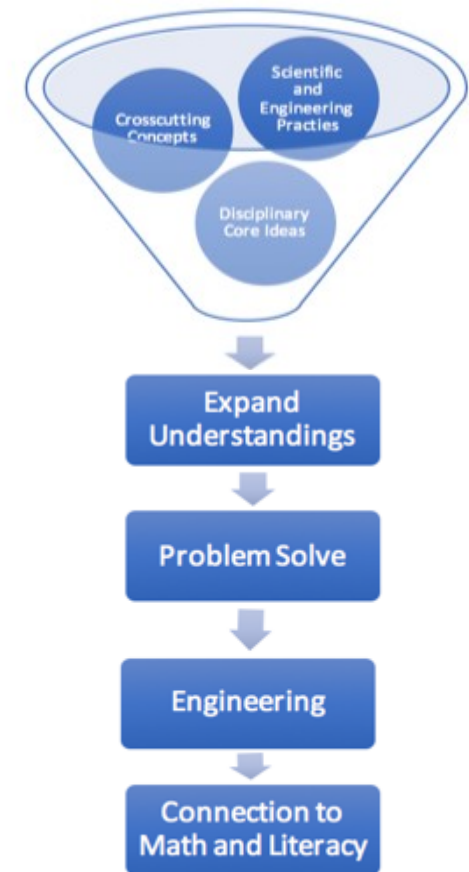 Crosscutting
Concepts
Scientific
and
Engineering
Practies
Disciplinary
Core Ideas
Expand
Understandings
Problem Solve
Engineering
Connection to
Math and Literacy